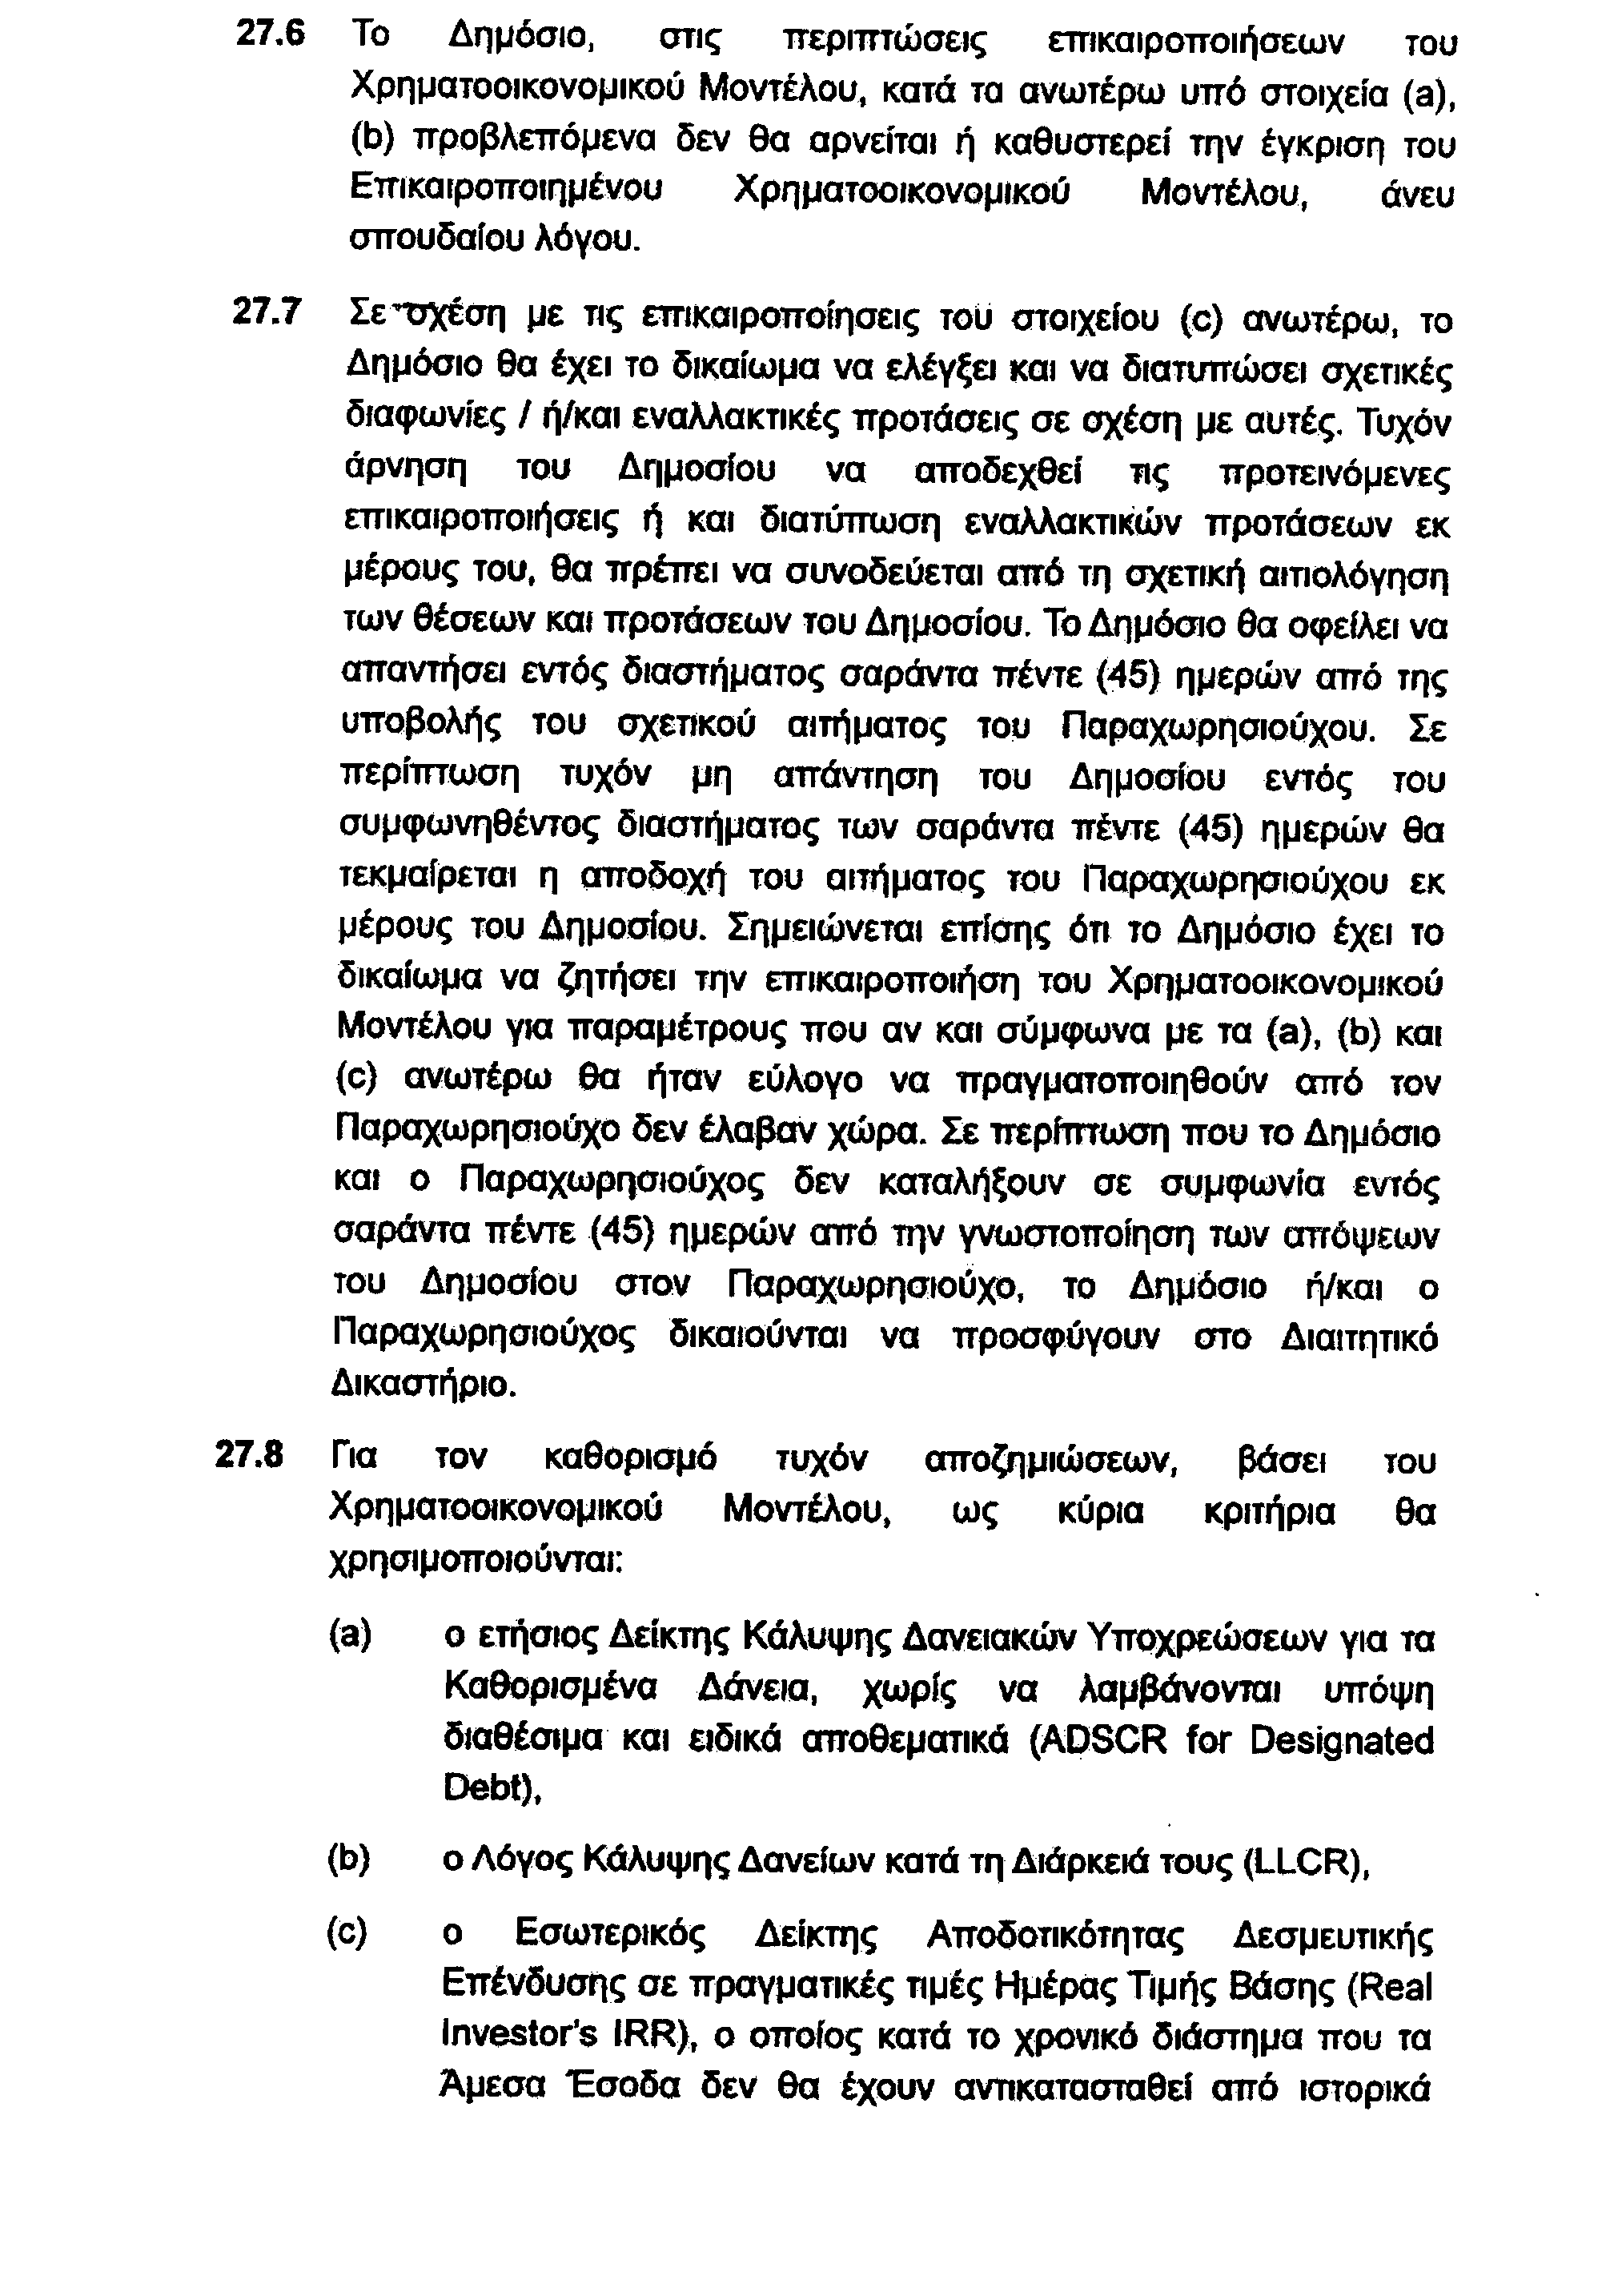 27.6 Το Δημόσιο, στις περιπτώσεις επικαιροποιήσεων του
Χρηματοοικονομικού Μοντέλου, κατά τα ανωτέρω υπό στοιχεία (a),
(b) προβλεπόμενα δεν θα αρνείται ή καθυστερεί την έγκριση του
Επικαιροποιημένου Χρηματοοικονομικού Μοντέλου, άνευ
σπουδαίου λόγου.
27.7 Σε σχέση με τις επικαιροποίησεις του στοιχείου (c) ανωτέρω, το
Δημόσιο θα έχει το δικαίωμα να ελέγξει και να διατυπώσει σχετικές
διαφωνίες / ή/και εναλλακτικές προτάσεις σε σχέση με αυτές. Τυχόν
άρνηση του Δημοσίου να αποδεχθεί τις προτεινόμενες
επικαιροποιήσεις ή και διατύπωση εναλλακτικών προτάσεων εκ
μέρους του, θα πρέπει να συνοδεύεται από τη σχετική αιτιολόγηση
των θέσεων και προτάσεων του Δημοσίου. Το Δημόσιο θα οφείλει να
απαντήσει εντός διαστήματος σαράντα πέντε (45) ημερών από της
υποβολής του σχετικού αιτήματος του Παραχωρησιούχου. Σε
περίπτωση τυχόν μη απάντηση του Δημοσίου εντός του
συμφωνηθέντος διαστήματος των σαράντα πέντε (45) ημερών θα
τεκμαίρεται η αποδοχή του αιτήματος του Παραχωρησιούχου εκ
μέρους του Δημοσίου. Σημειώνεται επίσης ότι το Δημόσιο έχει το
δικαίωμα να ζητήσει την επικαιροποιήση του Χρηματοοικονομικού
Μοντέλου για παραμέτρους που αν και σύμφωνα με τα (a), (b) και
(c) ανωτέρω θα ήταν εύλογο να πραγματοποιηθούν από τον
Παραχωρησιούχο δεν έλαβαν χώρα. Σε περίπτωση που το Δημόσιο
και ο Παραχωρησιούχος δεν καταλήξουν σε συμφωνία εντός
σαράντα πέντε (45) ημερών από την γνωστοποίηση των απόψεων
του Δημοσίου στον Παραχωρησιούχο, το Δημόσιο ή/και ο
Παραχωρησιούχος δικαιούνται να προσφύγουν στο Διαιτητικό
Δικαστήριο.
27.8 Για τον καθορισμό τυχόν αποζημιώσεων, βάσει του
Χρηματοοικονομικού Μοντέλου, ως κύρια κριτήρια θα
χρησιμοποιούνται:
(a) ο ετήσιος Δείκτης Κάλυψης Δανειακών Υποχρεώσεων για τα
Καθορισμένα Δάνεια, χωρίς να λαμβάνονται υπόψη
διαθέσιμα και ειδικά αποθεματικά (ADSCR for Designated
Debt),
(b) ο Λόγος Κάλυψης Δανείων κατά τη Διάρκειά τους (LLCR),
(c) ο Εσωτερικός Δείκτης Αποδοτικότητας Δεσμευτικής
Επένδυσης σε πραγματικές τιμές Ημέρας Τιμής Βάσης (Real
Investor's IRR), ο οποίος κατά το χρονικό διάστημα που τα
Άμεσα Έσοδα δεν θα έχουν αντικατασταθεί από ιστορικά